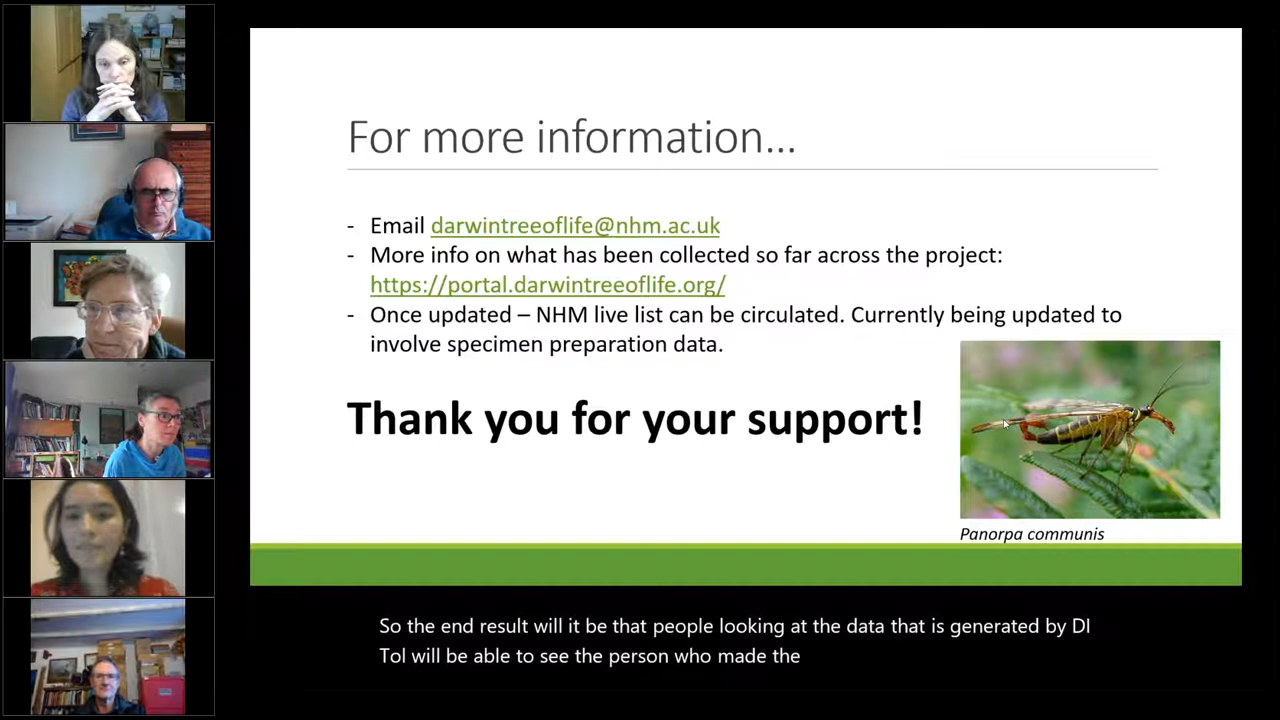 For more information...
- Email darwintreeoflife@nhm.ac.uk
- More info on what has been collected so far across the project:
https://portal.darwintreeoflife.org/
- Once updated – NHM live list can be circulated. Currently being updated to
involve specimen preparation data.
Thank you for your support!
Panorpa communis
So the end result will it be that people looking at the data that is generated by DI
Tol will be able to see the person who made the